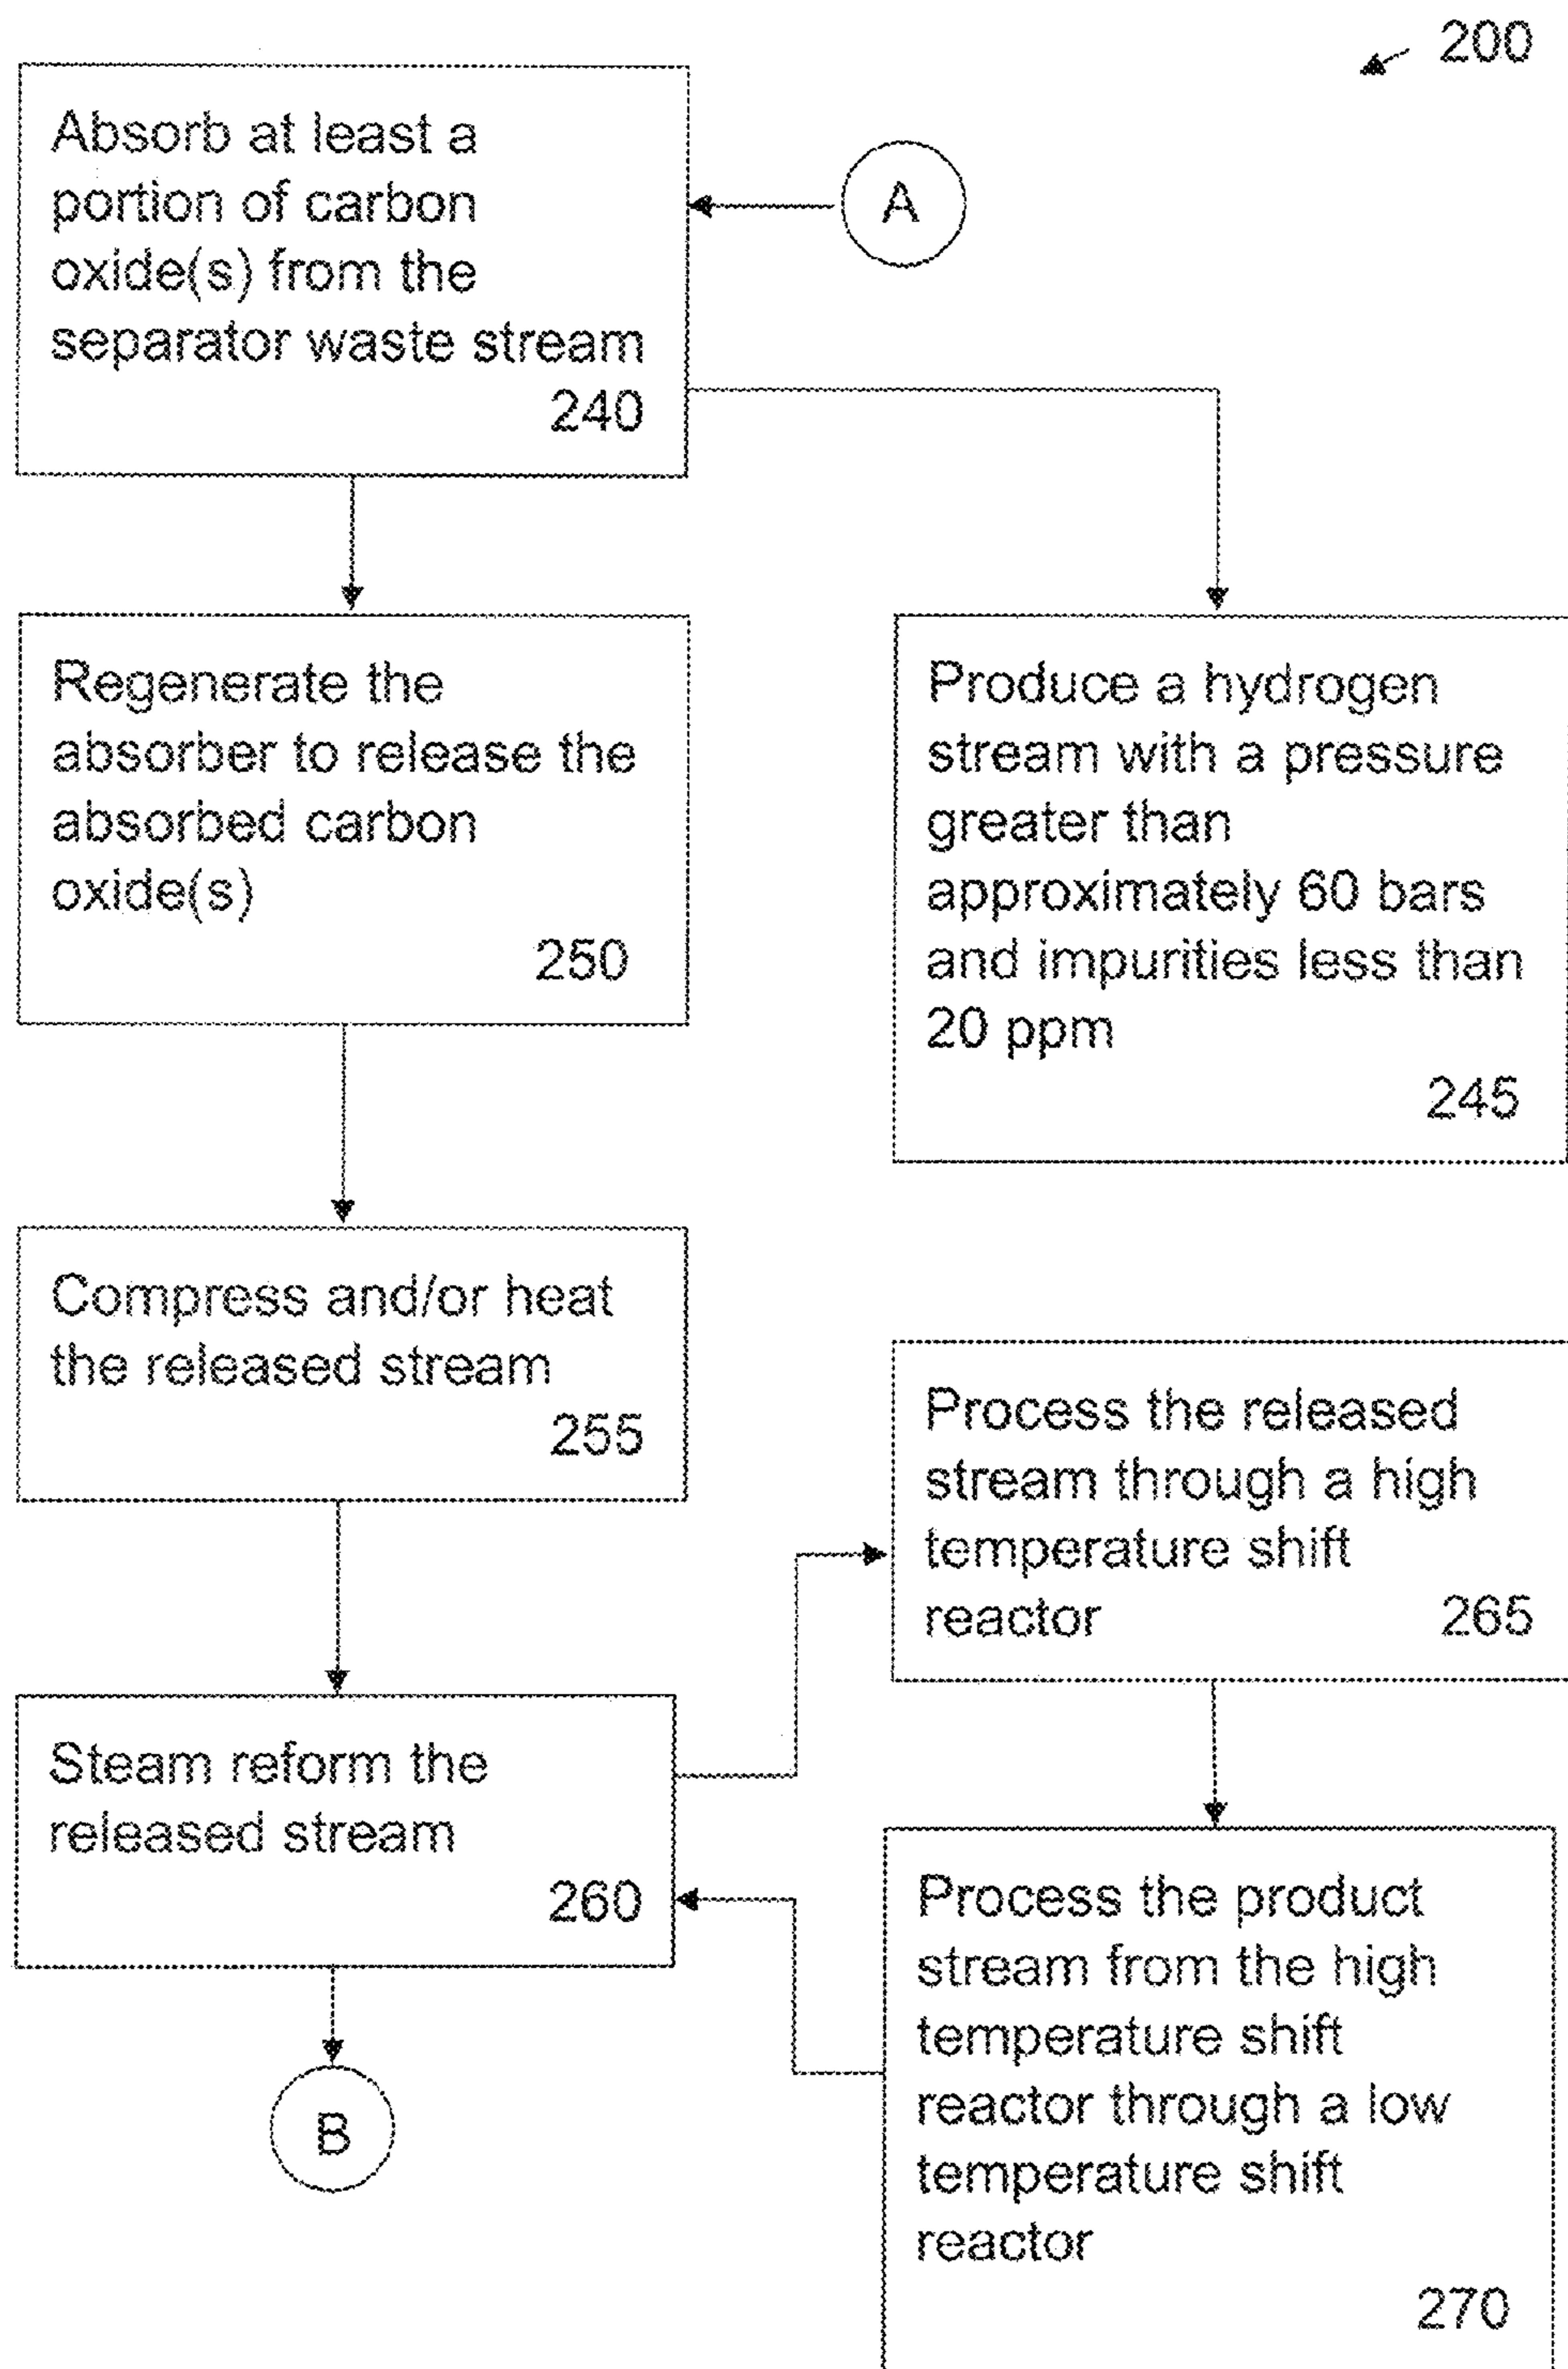 200
Absorb at least a
portion of carbon
oxide(s) from the
separator waste stream
240
A
Regenerate the
absorber to release the
absorbed carbon
oxide(s)
250
Produce a hydrogen
stream with a pressure
greater than
approximately 60 bars
and impurities less than
20 ppm
245
Compress and/or heat
the released stream
255
Process the released
stream through a high
temperature shift
reactor 265
Steam reform the
released stream
260
Process the product
stream from the high
temperature shift
reactor through a low
temperature shift
reactor
270
B